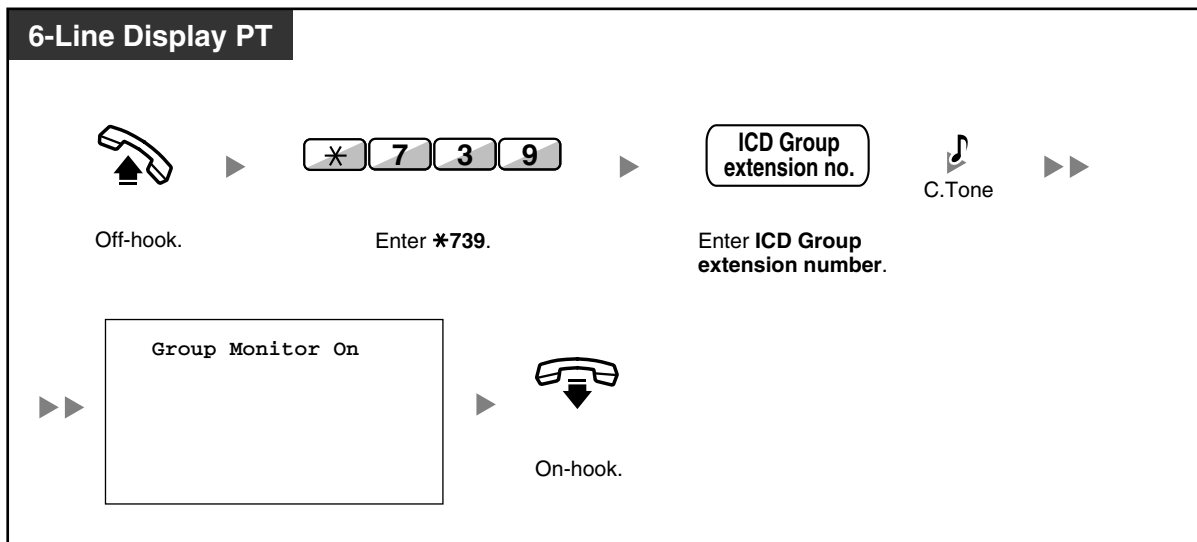 6-Line Display PT
✳ 7 3 9
ICD Group
extension no.
C.Tone
Off-hook.
Enter ✳739.
Enter ICD Group
extension number.
Group Monitor On
On-hook.